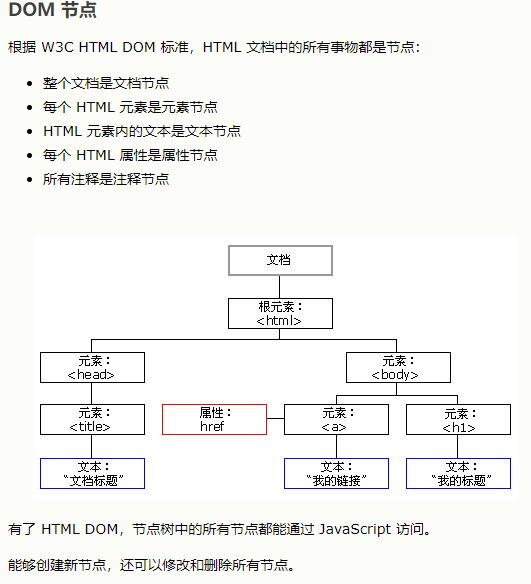 DOM 节点
根据 W3C HTML DOM 标准，HTML 文档中的所有事物都是节点：
整个文档是文档节点
每个 HTML 元素是元素节点
HTML 元素内的文本是文本节点
每个 HTML 属性是属性节点
所有注释是注释节点
文档
根元素：
<html>
元素：
<head>
元素：
<body>
元素：
<title>
属性：
href
元素：
<a>
元素：
<h1>
文本：
“文档标题”
文本：
“我的链接”
文本：
“我的标题”
有了 HTML DOM，节点树中的所有节点都能通过 JavaScript 访问。
能够创建新节点，还可以修改和删除所有节点。